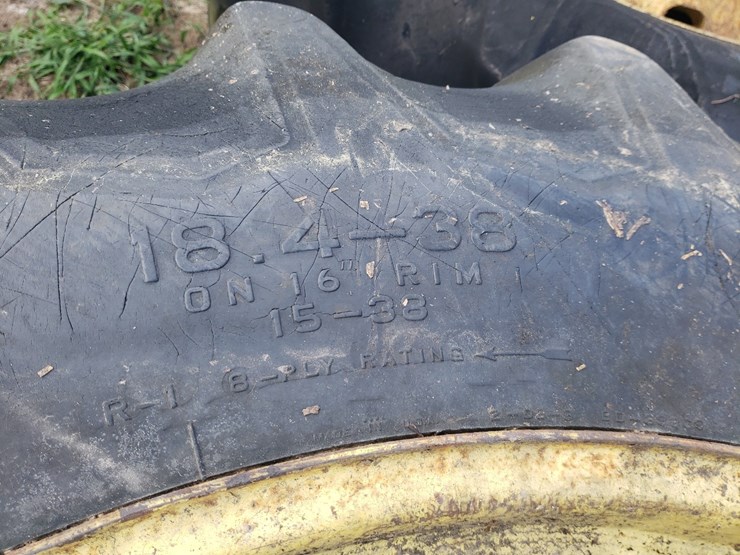 18.4-38
ON 16" RIM
15-38
R-1 8-PLY RATING